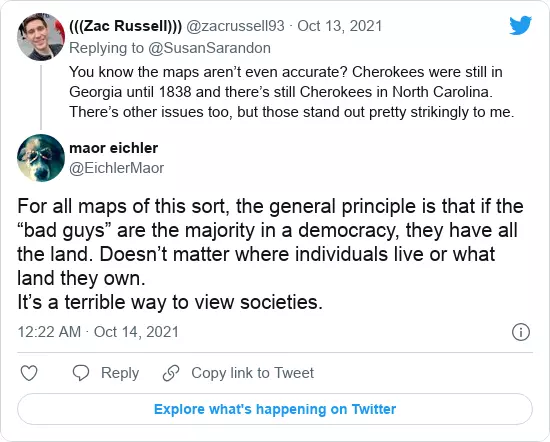 (((Zac Russell))) @zacrussell93 · Oct 13, 2021
Replying to @SusanSarandon
You know the maps aren’t even accurate? Cherokees were still in
Georgia until 1838 and there’s still Cherokees in North Carolina.
There’s other issues too, but those stand out pretty strikingly to me.
maor eichler
@EichlerMaor
For all maps of this sort, the general principle is that if the
“bad guys” are the majority in a democracy, they have all
the land. Doesn’t matter where individuals live or what
land they own.
It’s a terrible way to view societies.
12:22 AM · Oct 14, 2021
Reply Copy link to Tweet
Explore what's happening on Twitter